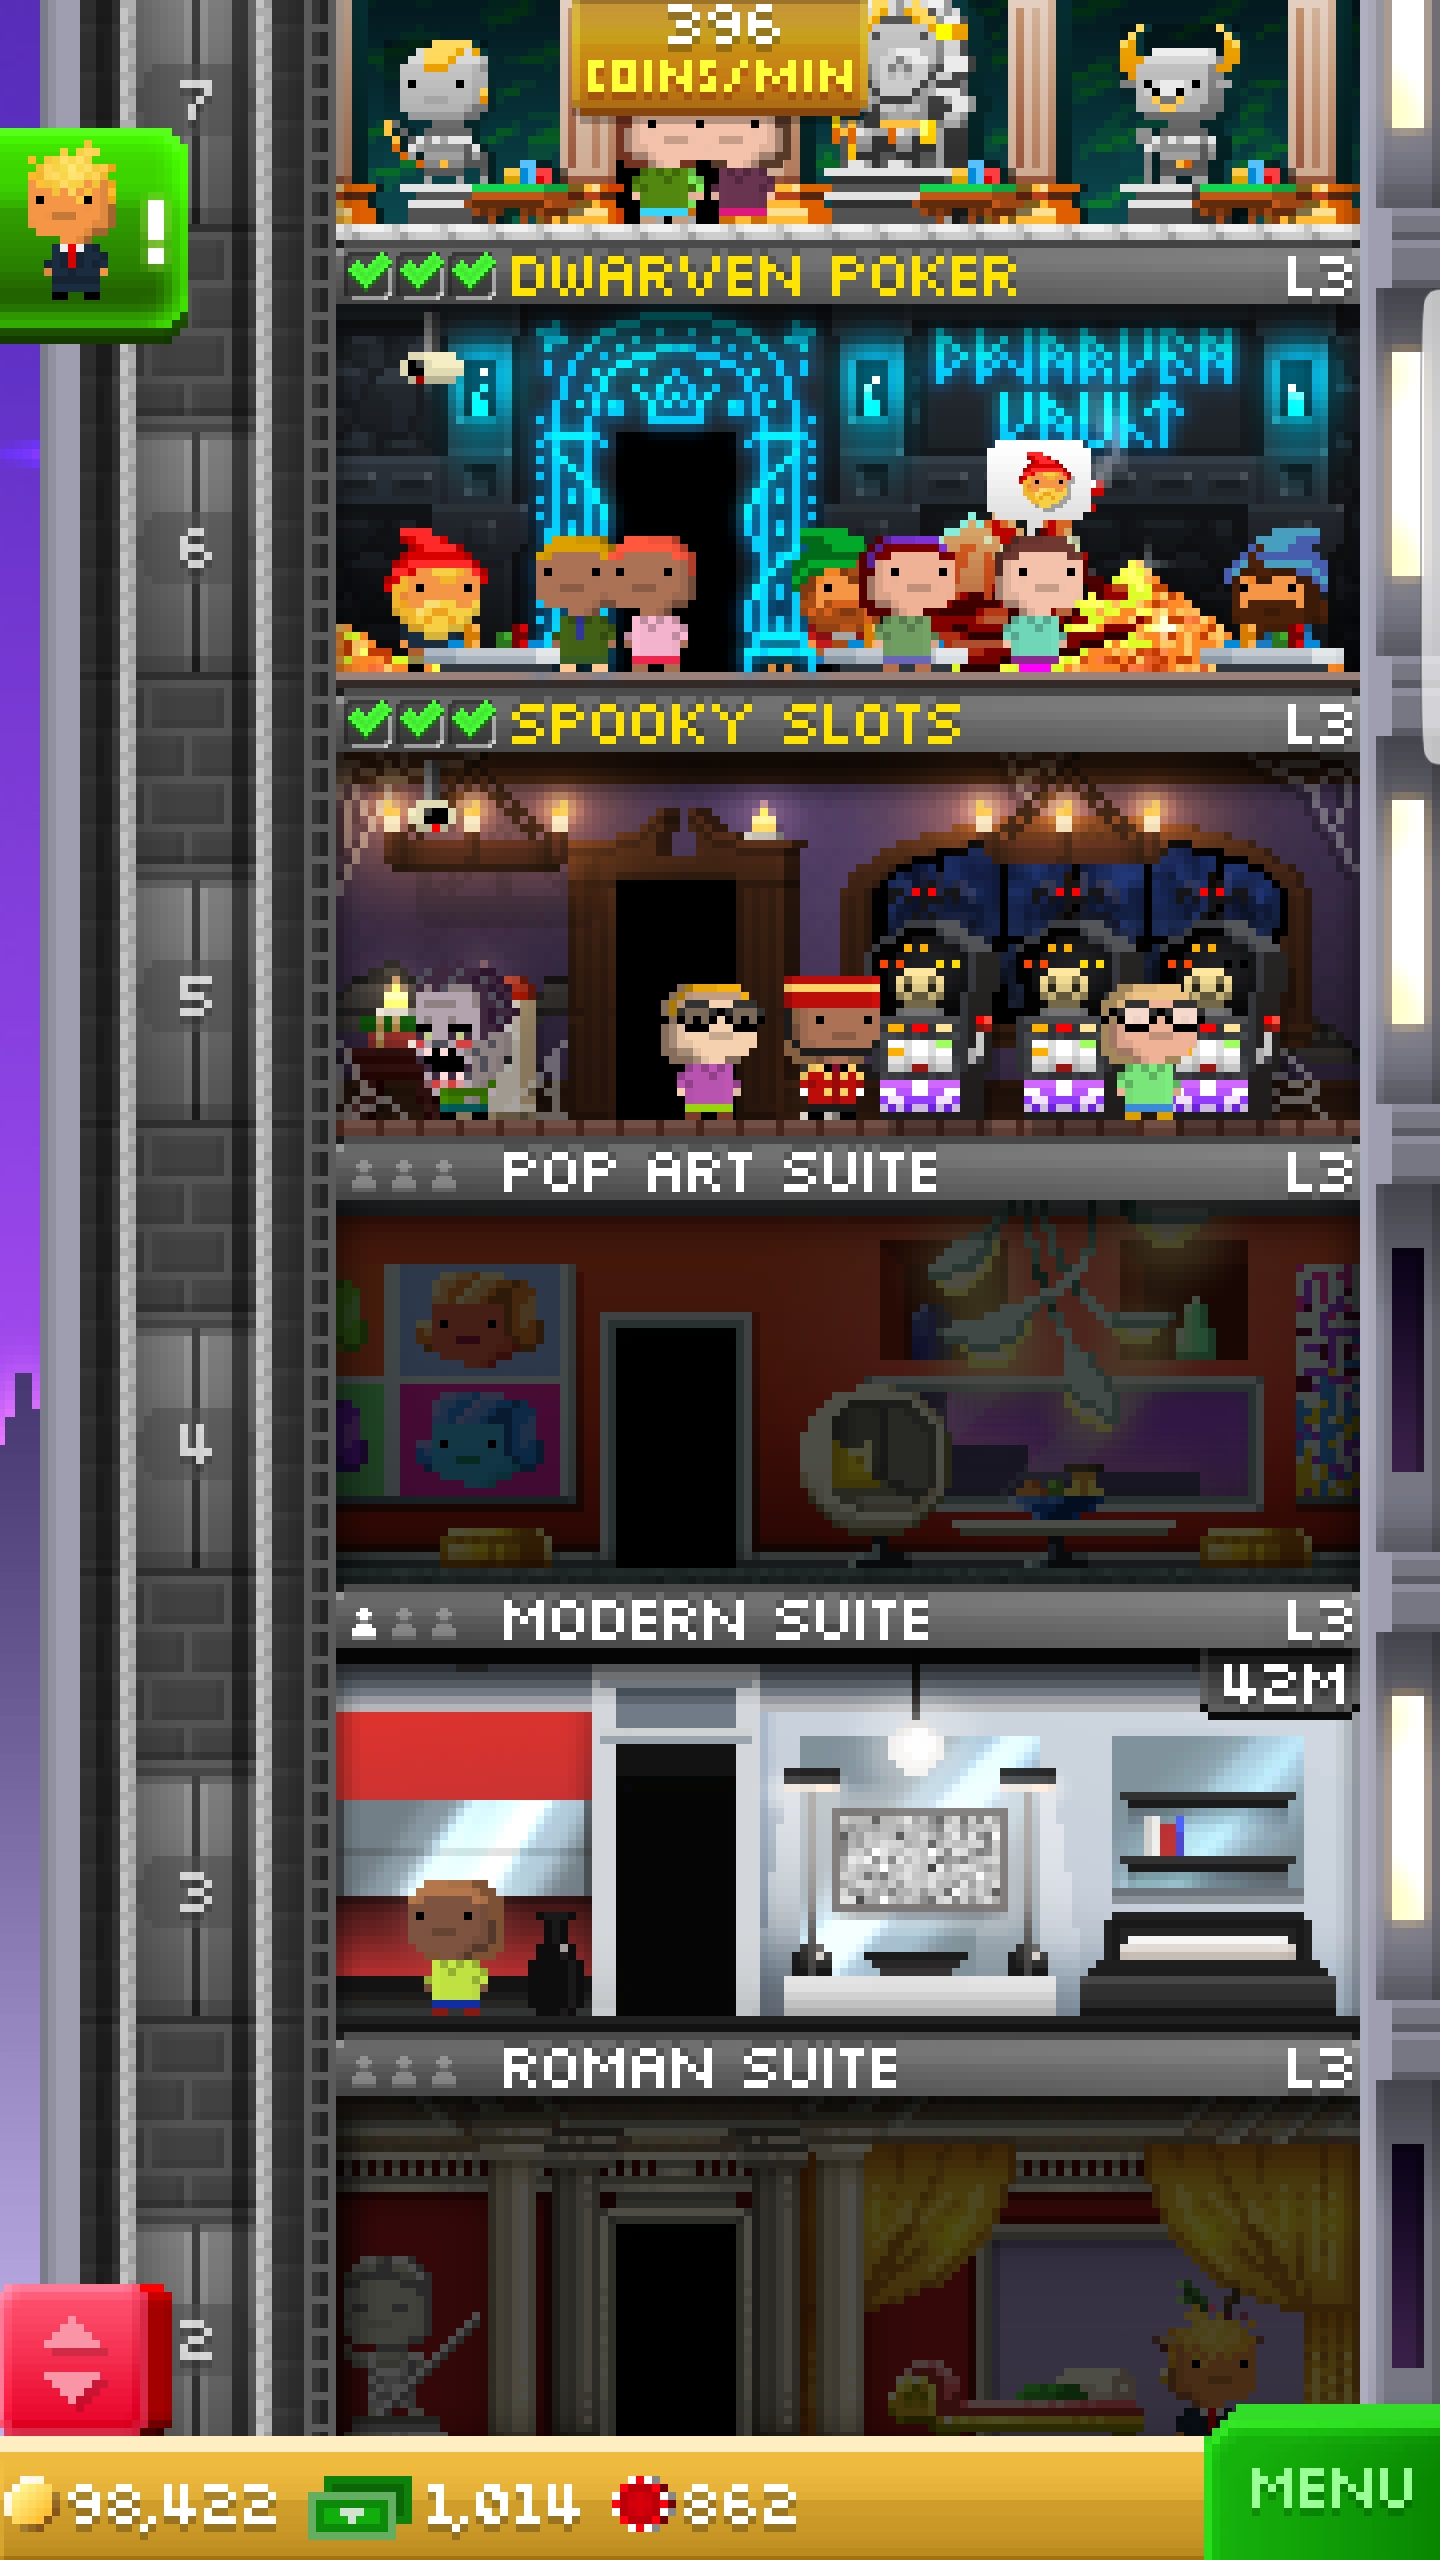 396
COINS/MIN
7
!
DWARVEN POKER L3
DWARVEN
VAULT
6
SPOOKY SLOTS L3
5
POP ART SUITE L3
4
MODERN SUITE L3
42M
3
ROMAN SUITE L3
2
98,422 1,014 862
MENU